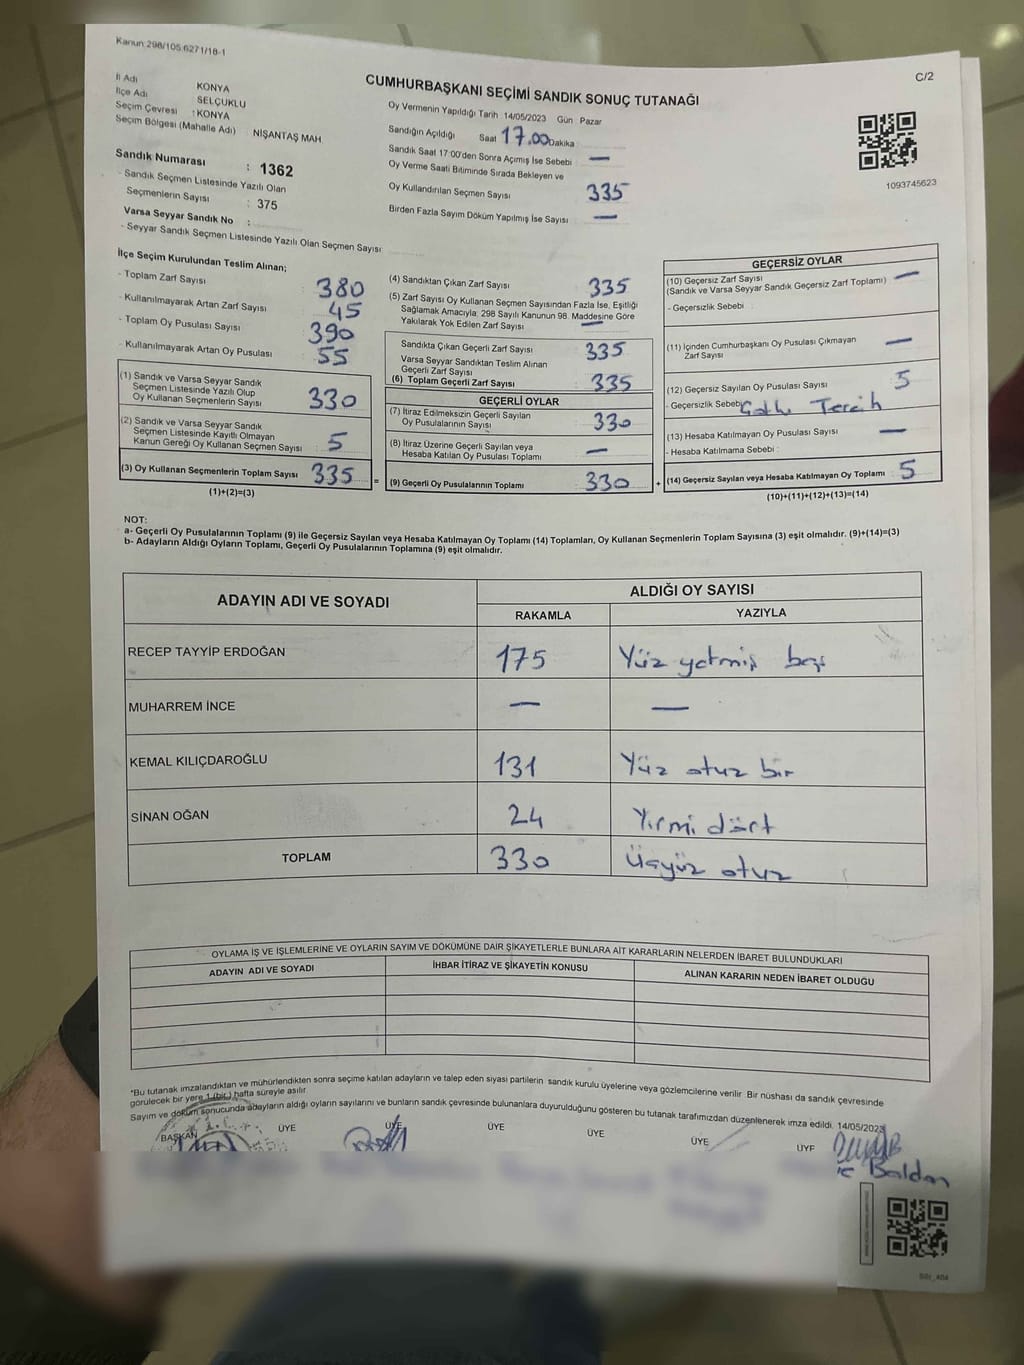 Kanun:298/105:6271/18-1
C/2
CUMHURBAŞKANI SEÇİMİ SANDIK SONUÇ TUTANAĞI
İl Adı KONYA
İlçe Adı SELÇUKLU
Seçim Çevresi : KONYA
Seçim Bölgesi (Mahalle Adı) NİŞANTAŞ MAH
Sandık Numarası : 1362
- Sandık Seçmen Listesinde Yazılı Olan
Seçmenlerin Sayısı : 375
Varsa Seyyar Sandık No :
- Seyyar Sandık Seçmen Listesinde Yazılı Olan Seçmen Sayısı:
Oy Vermenin Yapıldığı Tarih 14/05/2023 Gün : Pazar
Sandığın Açıldığı Saat 17.00 Dakika :
Sandık Saat 17:00'den Sonra Açımış İse Sebebi : —
Oy Verme Saati Bitiminde Sırada Bekleyen ve
Oy Kullandırılan Seçmen Sayısı 335
Birden Fazla Sayım Döküm Yapılmış İse Sayısı : —
1093745623
İlçe Seçim Kurulundan Teslim Alınan;
- Toplam Zarf Sayısı 380
- Kullanılmayarak Artan Zarf Sayısı 45
- Toplam Oy Pusulası Sayısı 390
- Kullanılmayarak Artan Oy Pusulası 55
(1) Sandık ve Varsa Seyyar Sandık
Seçmen Listesinde Yazılı Olup
Oy Kullanan Seçmenlerin Sayısı 330
(2) Sandık ve Varsa Seyyar Sandık
Seçmen Listesinde Kayıtlı Olmayan
Kanun Gereği Oy Kullanan Seçmen Sayısı : 5
(3) Oy Kullanan Seçmenlerin Toplam Sayısı 335 =
(1)+(2)=(3)
(4) Sandıktan Çıkan Zarf Sayısı 335
(5) Zarf Sayısı Oy Kullanan Seçmen Sayısından Fazla İse, Eşitliği
Sağlamak Amacıyla; 298 Sayılı Kanunun 98. Maddesine Göre
Yakılarak Yok Edilen Zarf Sayısı —
Sandıkta Çıkan Geçerli Zarf Sayısı 335
Varsa Seyyar Sandıktan Teslim Alınan
Geçerli Zarf Sayısı
(6) Toplam Geçerli Zarf Sayısı 335
GEÇERLİ OYLAR
(7) İtiraz Edilmeksizin Geçerli Sayılan
Oy Pusulalarının Sayısı 330
(8) İtiraz Üzerine Geçerli Sayılan veya
Hesaba Katılan Oy Pusulası Toplamı —
(9) Geçerli Oy Pusulalarının Toplamı 330 +
GEÇERSİZ OYLAR
(10) Geçersiz Zarf Sayısı —
(Sandık ve Varsa Seyyar Sandık Geçersiz Zarf Toplamı)
- Geçersizlik Sebebi :
(11) İçinden Cumhurbaşkanı Oy Pusulası Çıkmayan
Zarf Sayısı —
(12) Geçersiz Sayılan Oy Pusulası Sayısı 5
- Geçersizlik Sebebi Tercih
(13) Hesaba Katılmayan Oy Pusulası Sayısı —
- Hesaba Katılmama Sebebi :
(14) Geçersiz Sayılan veya Hesaba Katılmayan Oy Toplamı 5
(10)+(11)+(12)+(13)=(14)
NOT:
a- Geçerli Oy Pusulalarının Toplamı (9) ile Geçersiz Sayılan veya Hesaba Katılmayan Oy Toplamı (14) Toplamları, Oy Kullanan Seçmenlerin Toplam Sayısına (3) eşit olmalıdır. (9)+(14)=(3)
b- Adayların Aldığı Oyların Toplamı, Geçerli Oy Pusulalarının Toplamına (9) eşit olmalıdır.
ADAYIN ADI VE SOYADI ALDIĞI OY SAYISI
RAKAMLA YAZIYLA
RECEP TAYYİP ERDOĞAN 175 Yüz yetmiş beş
MUHARREM İNCE — —
KEMAL KILIÇDAROĞLU 131 Yüz otuz bir
SİNAN OĞAN 24 Yirmi dört
TOPLAM 330 Üçyüz otuz
OYLAMA İŞ VE İŞLEMLERİNE VE OYLARIN SAYIM VE DÖKÜMÜNE DAİR ŞİKAYETLERLE BUNLARA AİT KARARLARIN NELERDEN İBARET BULUNDUKLARI
ADAYIN ADI VE SOYADI İHBAR İTİRAZ VE ŞİKAYETİN KONUSU ALINAN KARARIN NEDEN İBARET OLDUĞU
*Bu tutanak imzalandıktan ve mühürlendikten sonra seçime katılan adayların ve talep eden siyasi partilerin sandık kurulu üyelerine veya gözlemcilerine verilir. Bir nüshası da sandık çevresinde
görülecek bir yere 1 (bir) hafta süreyle asılır.
Sayım ve döküm sonucunda adayların aldığı oyların sayılarını ve bunların sandık çevresinde bulunanlara duyurulduğunu gösteren bu tutanak tarafımızdan düzenlenerek imza edildi. 14/05/2023
BAŞKAN ÜYE ÜYE ÜYE ÜYE ÜYE ÜYE
Baldan